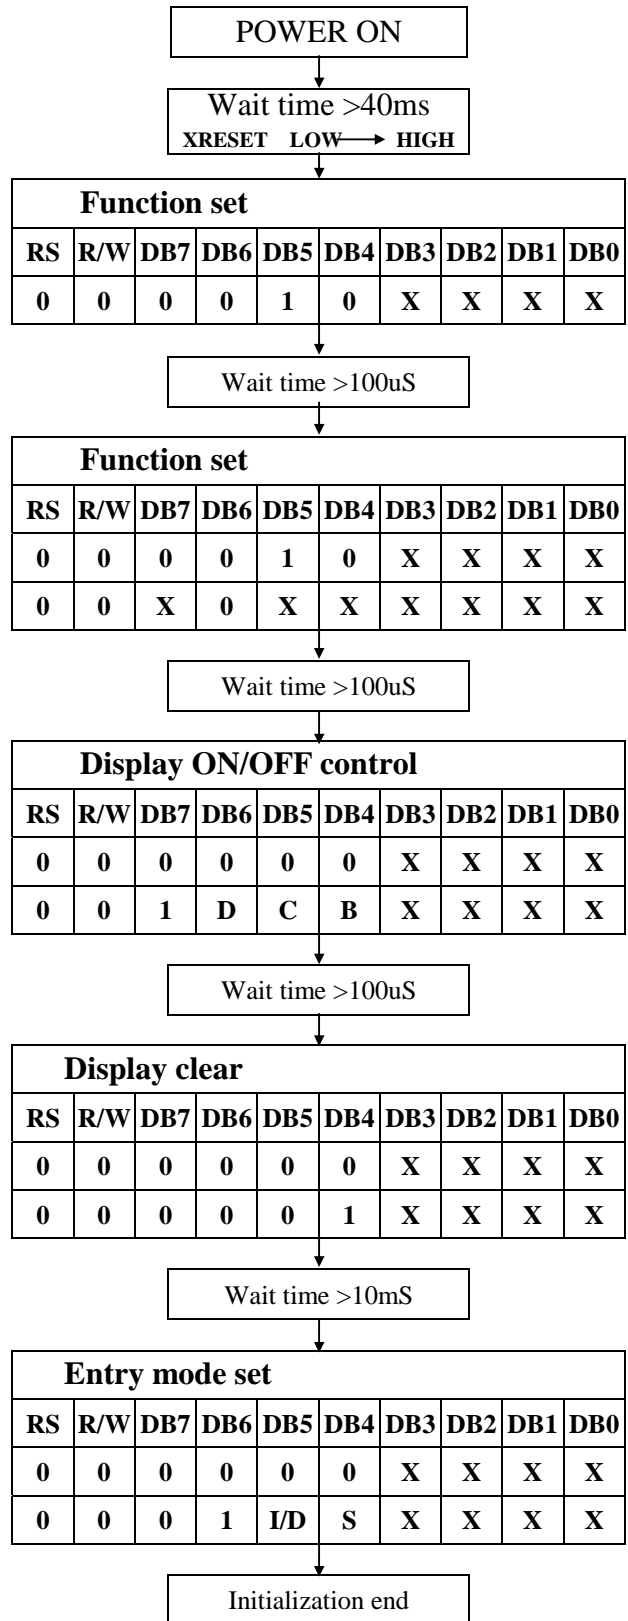 POWER ON
Wait time >40ms
XRESET LOW → HIGH
Function set
RS R/W DB7 DB6 DB5 DB4 DB3 DB2 DB1 DB0
0 0 0 0 1 0 X X X X
Wait time >100uS
Function set
RS R/W DB7 DB6 DB5 DB4 DB3 DB2 DB1 DB0
0 0 0 0 1 0 X X X X
0 0 X 0 X X X X X X
Wait time >100uS
Display ON/OFF control
RS R/W DB7 DB6 DB5 DB4 DB3 DB2 DB1 DB0
0 0 0 0 0 0 X X X X
0 0 1 D C B X X X X
Wait time >100uS
Display clear
RS R/W DB7 DB6 DB5 DB4 DB3 DB2 DB1 DB0
0 0 0 0 0 0 X X X X
0 0 0 0 0 1 X X X X
Wait time >10mS
Entry mode set
RS R/W DB7 DB6 DB5 DB4 DB3 DB2 DB1 DB0
0 0 0 0 0 0 X X X X
0 0 0 1 I/D S X X X X
Initialization end